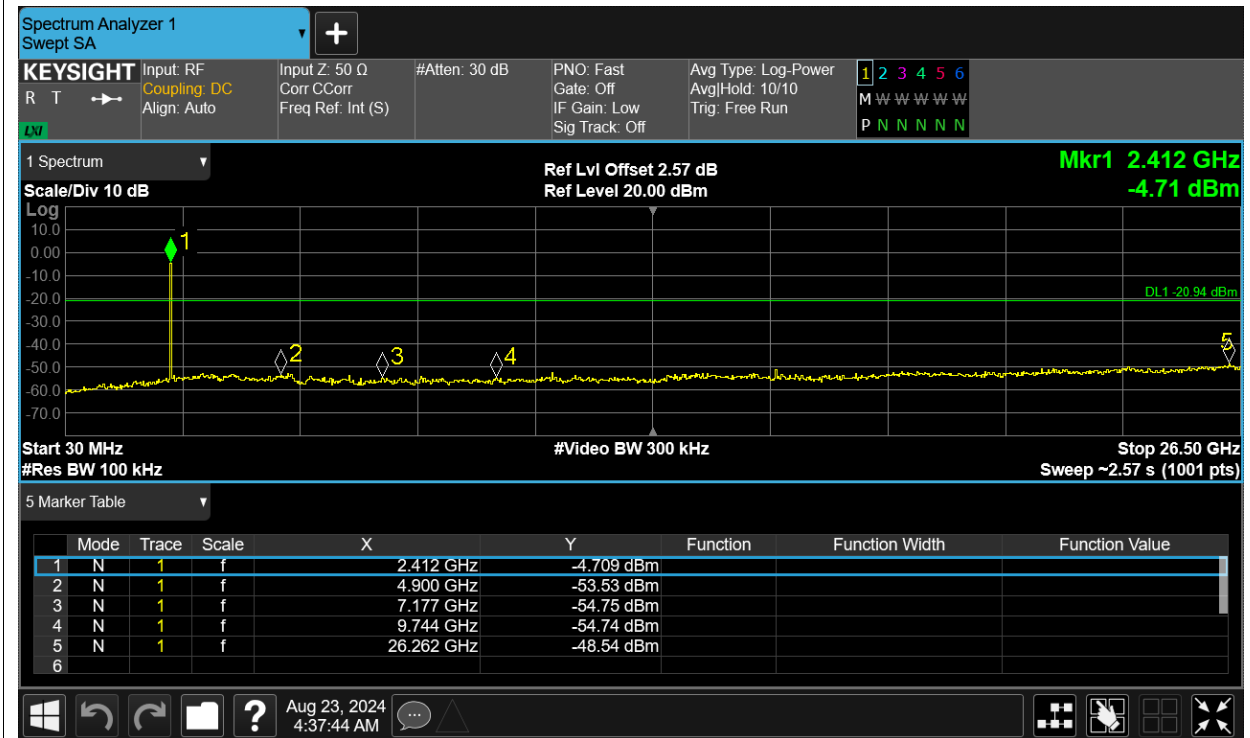 Spectrum Analyzer 1
Swept SA
+
KEYSIGHT Input: RF Input Z: 50 Ω #Atten: 30 dB PNO: Fast Avg Type: Log-Power 1 2 3 4 5 6
R T Coupling: DC Corr CCorr Gate: Off Avg|Hold: 10/10 M W W W W W
Align: Auto Freq Ref: Int (S) IF Gain: Low Trig: Free Run P N N N N N
LXI Sig Track: Off
1 Spectrum Ref Lvl Offset 2.57 dB Mkr1 2.412 GHz
Scale/Div 10 dB Ref Level 20.00 dBm -4.71 dBm
Log
10.0
1
0.00
-10.0
-20.0 DL1 -20.94 dBm
-30.0
-40.0 2 3 4 5
-50.0
-60.0
-70.0
Start 30 MHz #Video BW 300 kHz Stop 26.50 GHz
#Res BW 100 kHz Sweep ~2.57 s (1001 pts)
5 Marker Table
Mode Trace Scale X Y Function Function Width Function Value
1 N 1 f 2.412 GHz -4.709 dBm
2 N 1 f 4.900 GHz -53.53 dBm
3 N 1 f 7.177 GHz -54.75 dBm
4 N 1 f 9.744 GHz -54.74 dBm
5 N 1 f 26.262 GHz -48.54 dBm
6
? Aug 23, 2024
4:37:44 AM